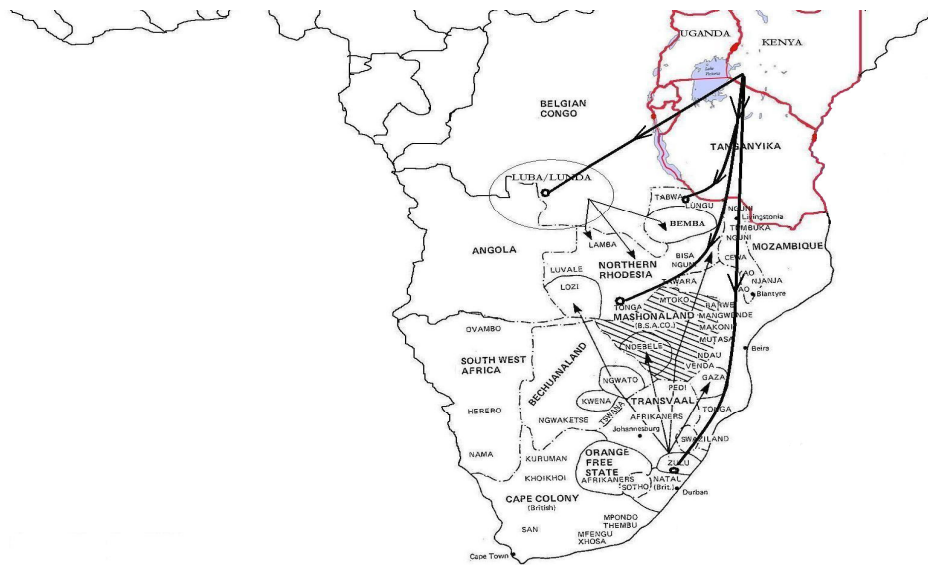 UGANDA
KENYA
Lake
Victoria
BELGIAN
CONGO
TANGANYIKA
LUBA/LUNDA
TABWA
LUNGU
NGUNI
Livingstonia
BEMBA
TUMBUKA
NGUNI
MOZAMBIQUE
ANGOLA
LAMBA
BISA
NGUNI
CEWA
NORTHERN
RHODESIA
LUVALE
LOZI
TAWARA
YAO
NJANJA
YAO
Blantyre
MTOKO
TONGA
BARWE
MASHONALAND
(B.S.A.CO.)
MANGWENDE
MAKONI
OVAMBO
MUTASA
NDEBELE
Beira
NDAU
VENDA
SOUTH WEST
AFRICA
BECHUANALAND
NGWATO
GAZA
PEDI
KWENA
TRANSVAAL
TSWANA
HERERO
NGWAKETSE
AFRIKANERS
TONGA
Johannesburg
SWAZILAND
NAMA
KURUMAN
ORANGE
FREE
STATE
ZULU
KHOIKHOI
AFRIKANERS
SOTHO
NATAL
(Brit.)
Durban
CAPE COLONY
(British)
MPONDO
THEMBU
SAN
MFENGU
XHOSA
Cape Town